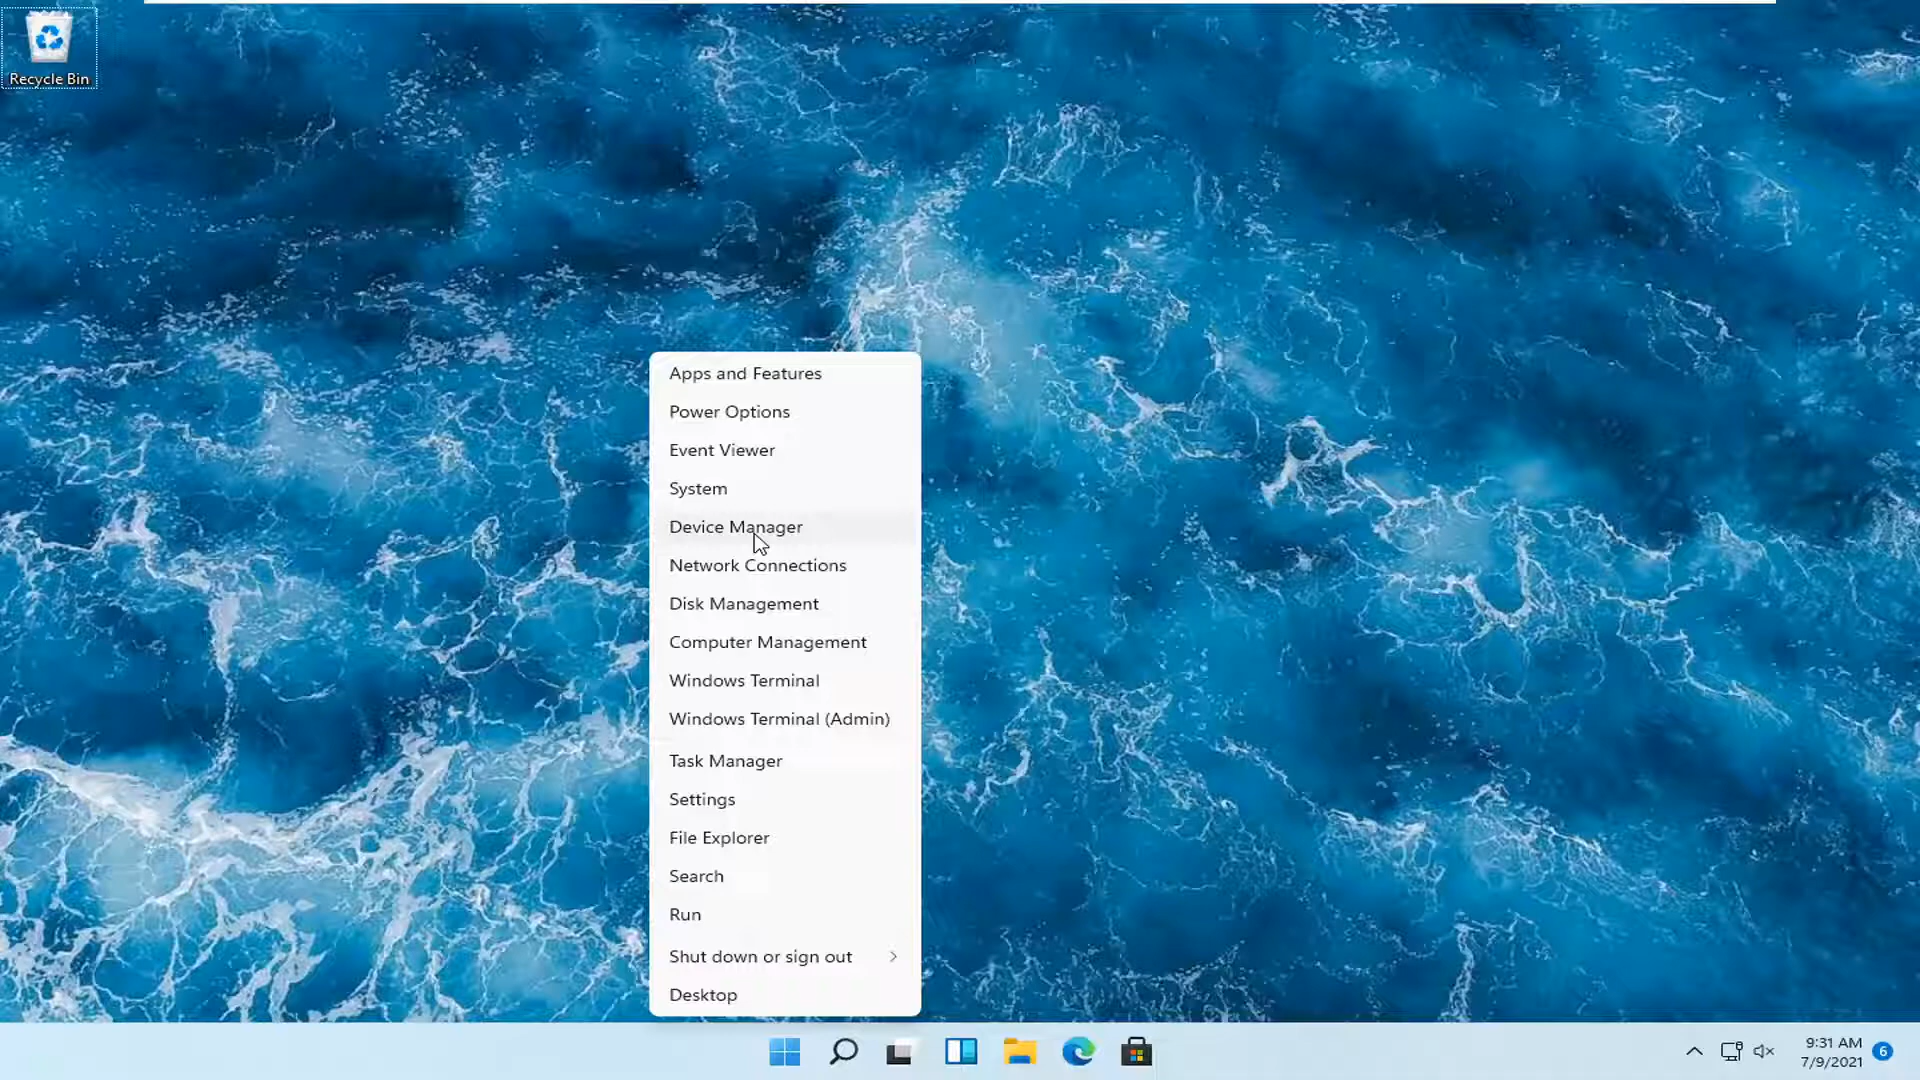 Recycle Bin
Apps and Features
Power Options
Event Viewer
System
Device Manager
Network Connections
Disk Management
Computer Management
Windows Terminal
Windows Terminal (Admin)
Task Manager
Settings
File Explorer
Search
Run
Shut down or sign out
Desktop
9:31 AM
7/9/2021
6